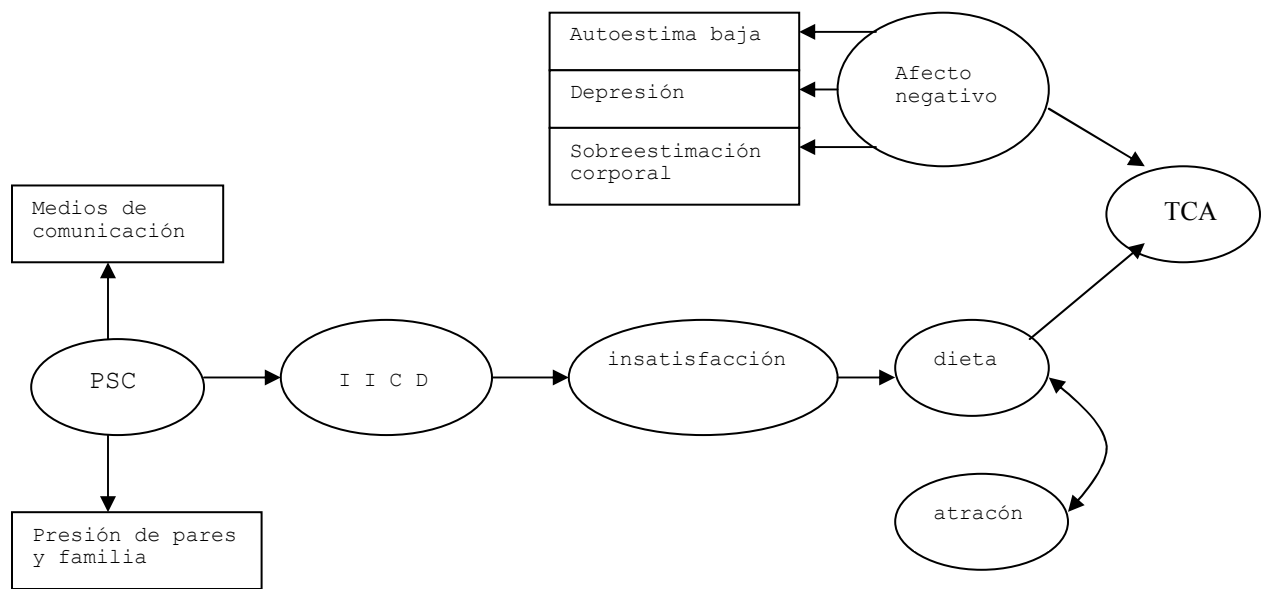 Autoestima baja
Depresión
Sobreestimación
corporal
Afecto
negativo
TCA
Medios de
comunicación
PSC
I I C D
insatisfacción
dieta
atracón
Presión de pares
y familia